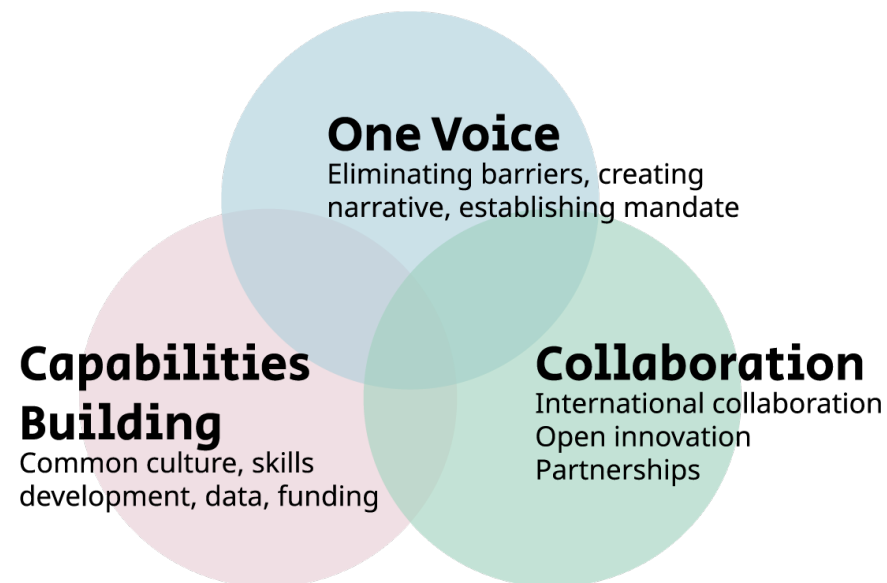 One Voice
Eliminating barriers, creating
narrative, establishing mandate
Capabilities
Building
Common culture, skills
development, data, funding
Collaboration
International collaboration
Open innovation
Partnerships